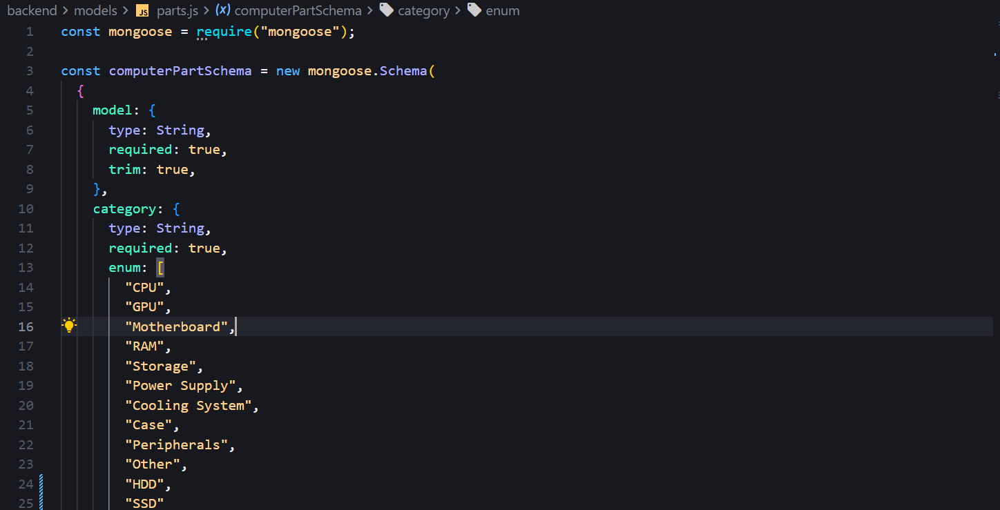 backend > models > JS parts.js > (x) computerPartSchema > category > enum
1 const mongoose = require("mongoose");
2
3 const computerPartSchema = new mongoose.Schema(
4 {
5 model: {
6 type: String,
7 required: true,
8 trim: true,
9 },
10 category: {
11 type: String,
12 required: true,
13 enum: [
14 "CPU",
15 "GPU",
16 "Motherboard",
17 "RAM",
18 "Storage",
19 "Power Supply",
20 "Cooling System",
21 "Case",
22 "Peripherals",
23 "Other",
24 "HDD",
25 "SSD"